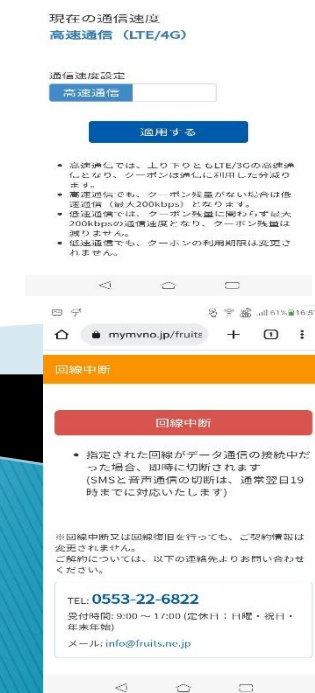 現在の通信速度
高速通信（LTE/4G）
通信速度設定
高速通信
適用する
• 高速通信では、上り下りともLTE/3Gの高速通
信となり、クーポンは通信に利用した分減り
ます。
• 高速通信でも、クーポン残量がない場合は低
速通信（最大200kbps）となります。
• 低速通信では、クーポン残量に関わらず最大
200kbpsの通信速度となり、クーポン残量は
減りません。
• 低速通信でも、クーポンの利用期限は変更さ
れません。
61% 16:5
mymvno.jp/fruits
1
回線中断
回線中断
• 指定された回線がデータ通信の接続中だ
った場合、即時に切断されます
(SMSと音声通信の切断は、通常翌日19
時までに対応いたします)
※回線中断又は回線復旧を行っても、ご契約情報は
変更されません。
ご解約については、以下の連絡先よりお問い合わせ
ください。
TEL: 0553-22-6822
受付時間: 9:00 ～ 17:00 (定休日：日曜・祝日・
年末年始)
メール: info@fruits.ne.jp